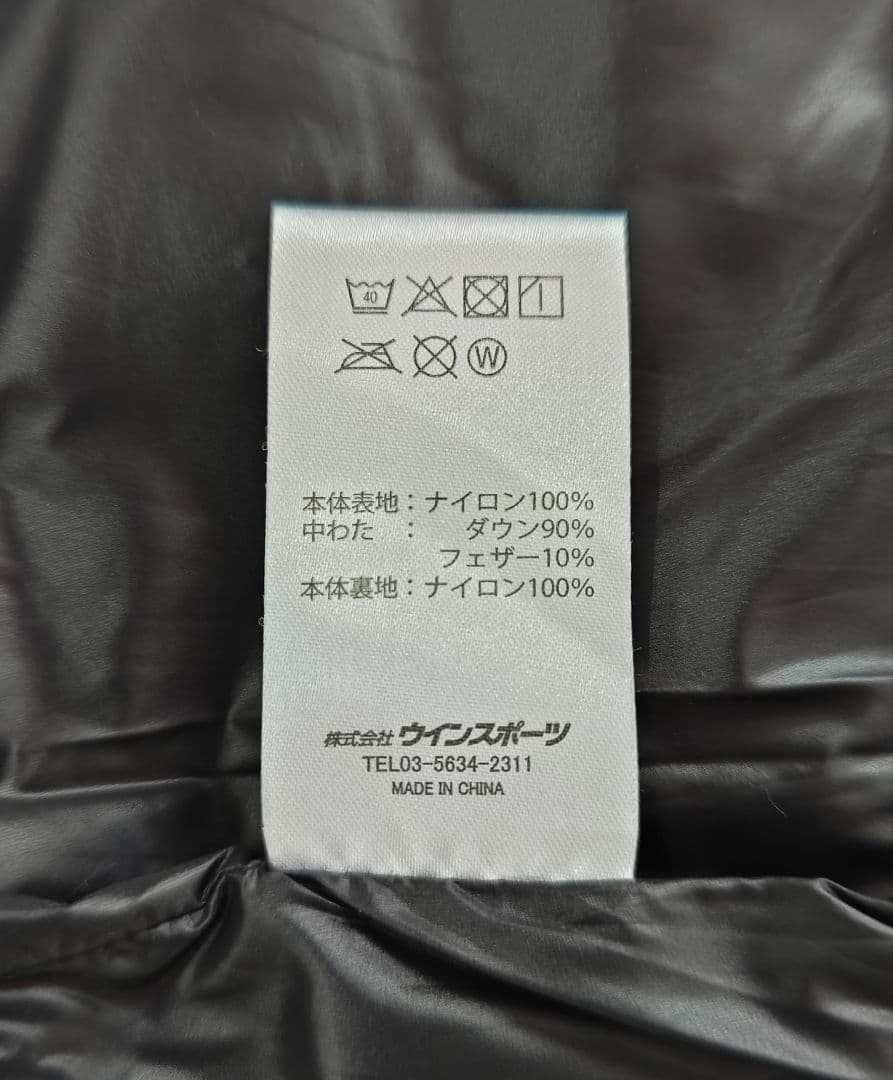 40
W
本体表地：ナイロン100%
中わた ： ダウン90%
フェザー10%
本体裏地：ナイロン100%
株式会社ウインスポーツ
TEL03-5634-2311
MADE IN CHINA